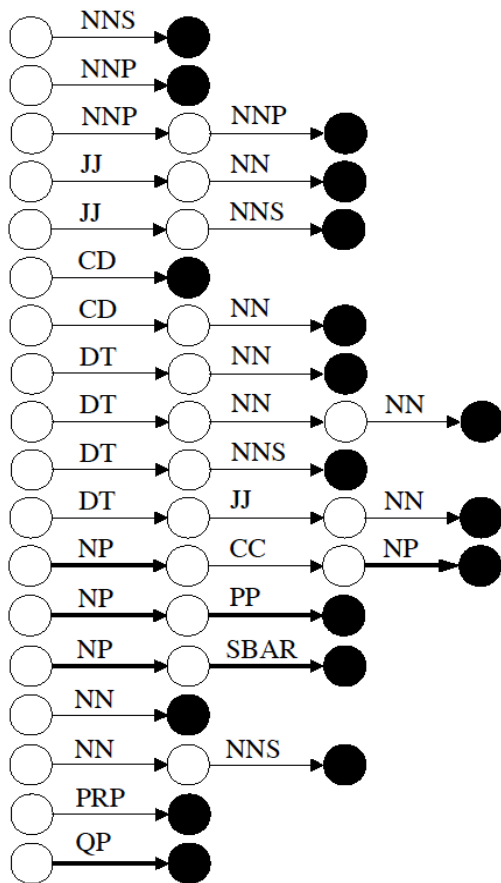 NNS
NNP
NNP NNP
JJ NN
JJ NNS
CD
CD NN
DT NN
DT NN NN
DT NNS
DT JJ NN
NP CC NP
NP PP
NP SBAR
NN
NN NNS
PRP
QP